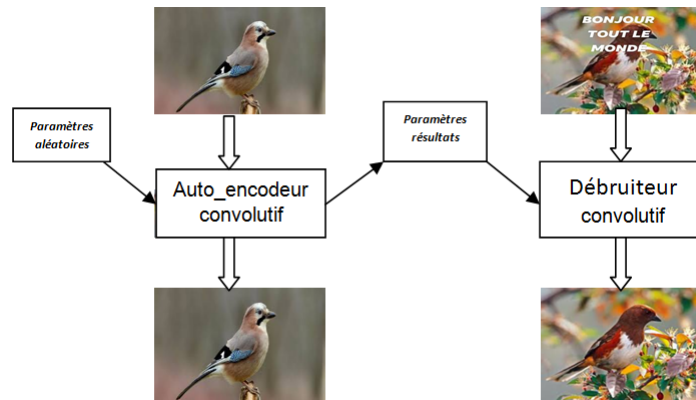 BONJOUR
TOUT LE
MONDE
Paramètres
aléatoires
Paramètres
résultats
Auto_encodeur
convolutif
Débruiteur
convolutif